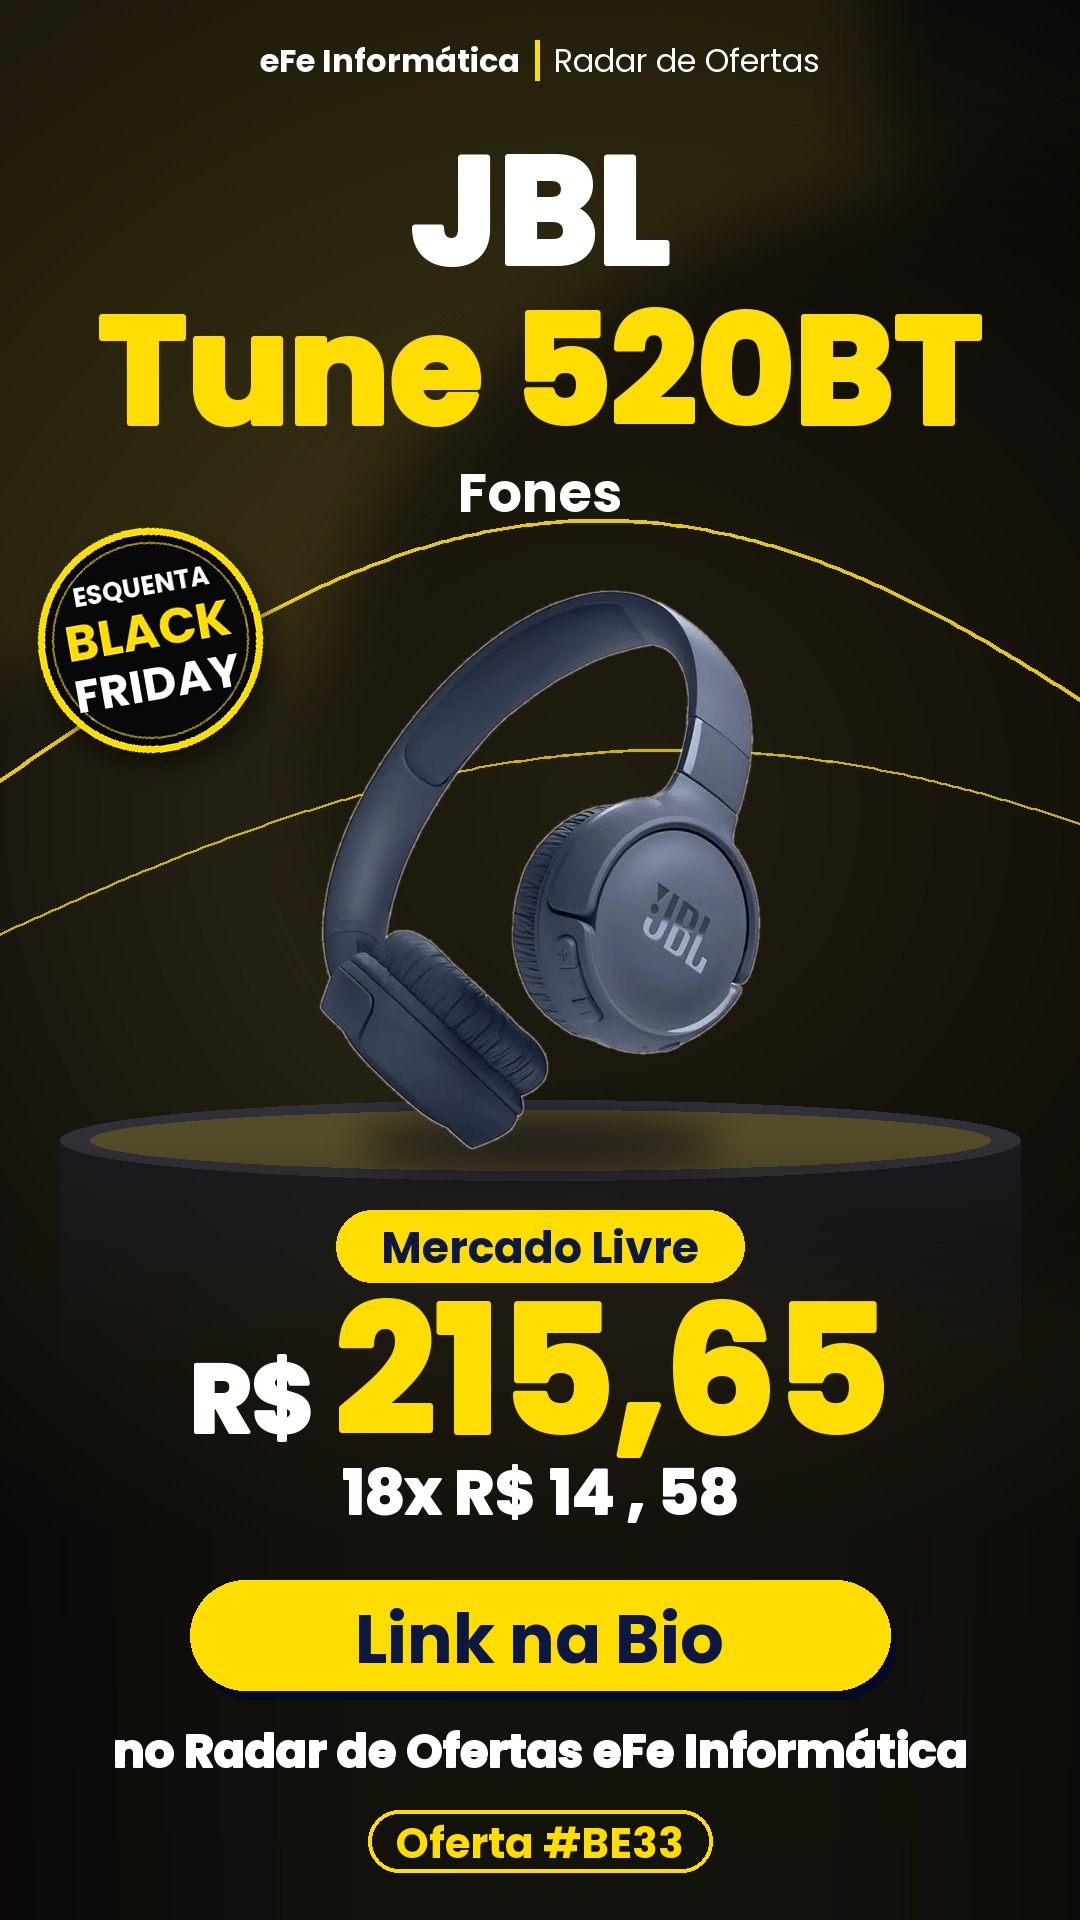 eFe Informática | Radar de Ofertas
JBL
Tune 520BT
Fones
ESQUENTA
BLACK
FRIDAY
JBL
Mercado Livre
R$ 215,65
18x R$ 14 , 58
Link na Bio
no Radar de Ofertas eFe Informática
Oferta #BE33